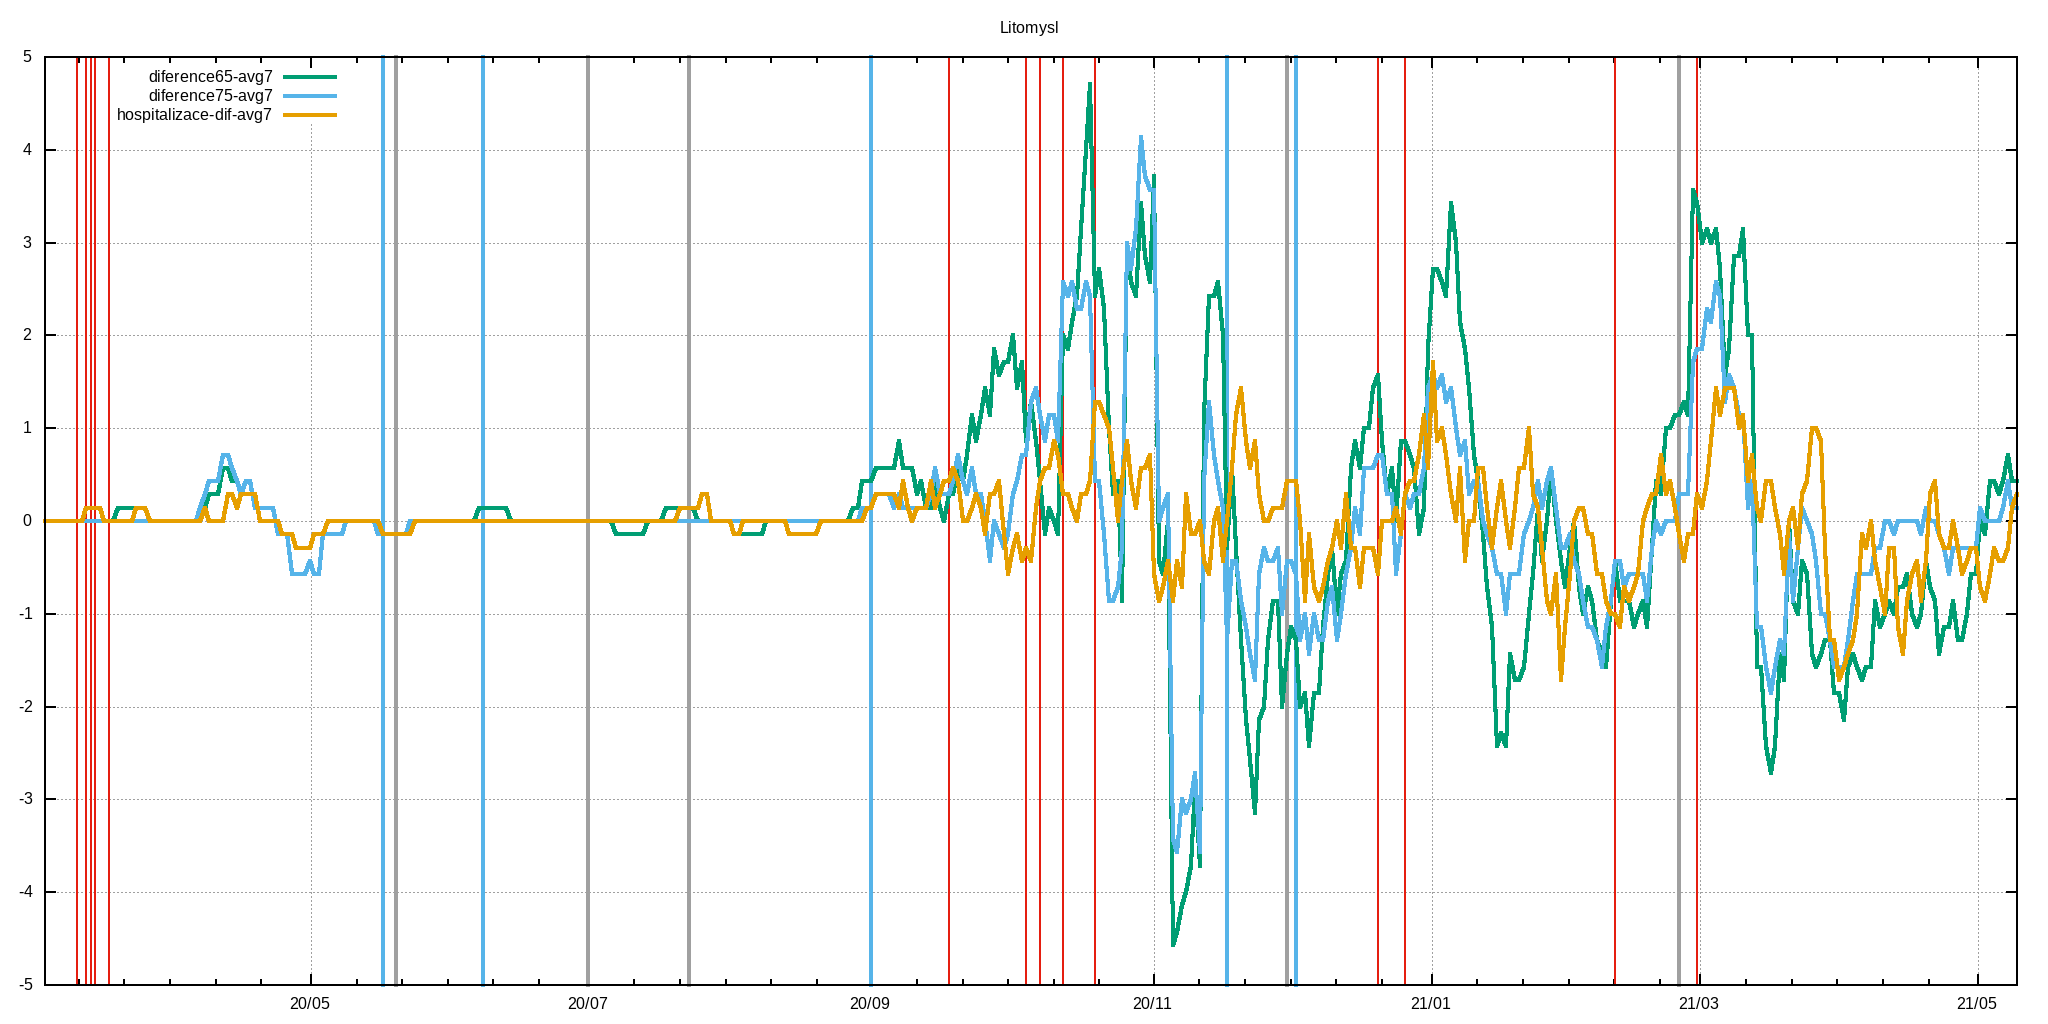 Litomysl
5
diference65-avg7
diference75-avg7
hospitalizace-dif-avg7
4
3
2
1
0
-1
-2
-3
-4
-5
20/05 20/07 20/09 20/11 21/01 21/03 21/05